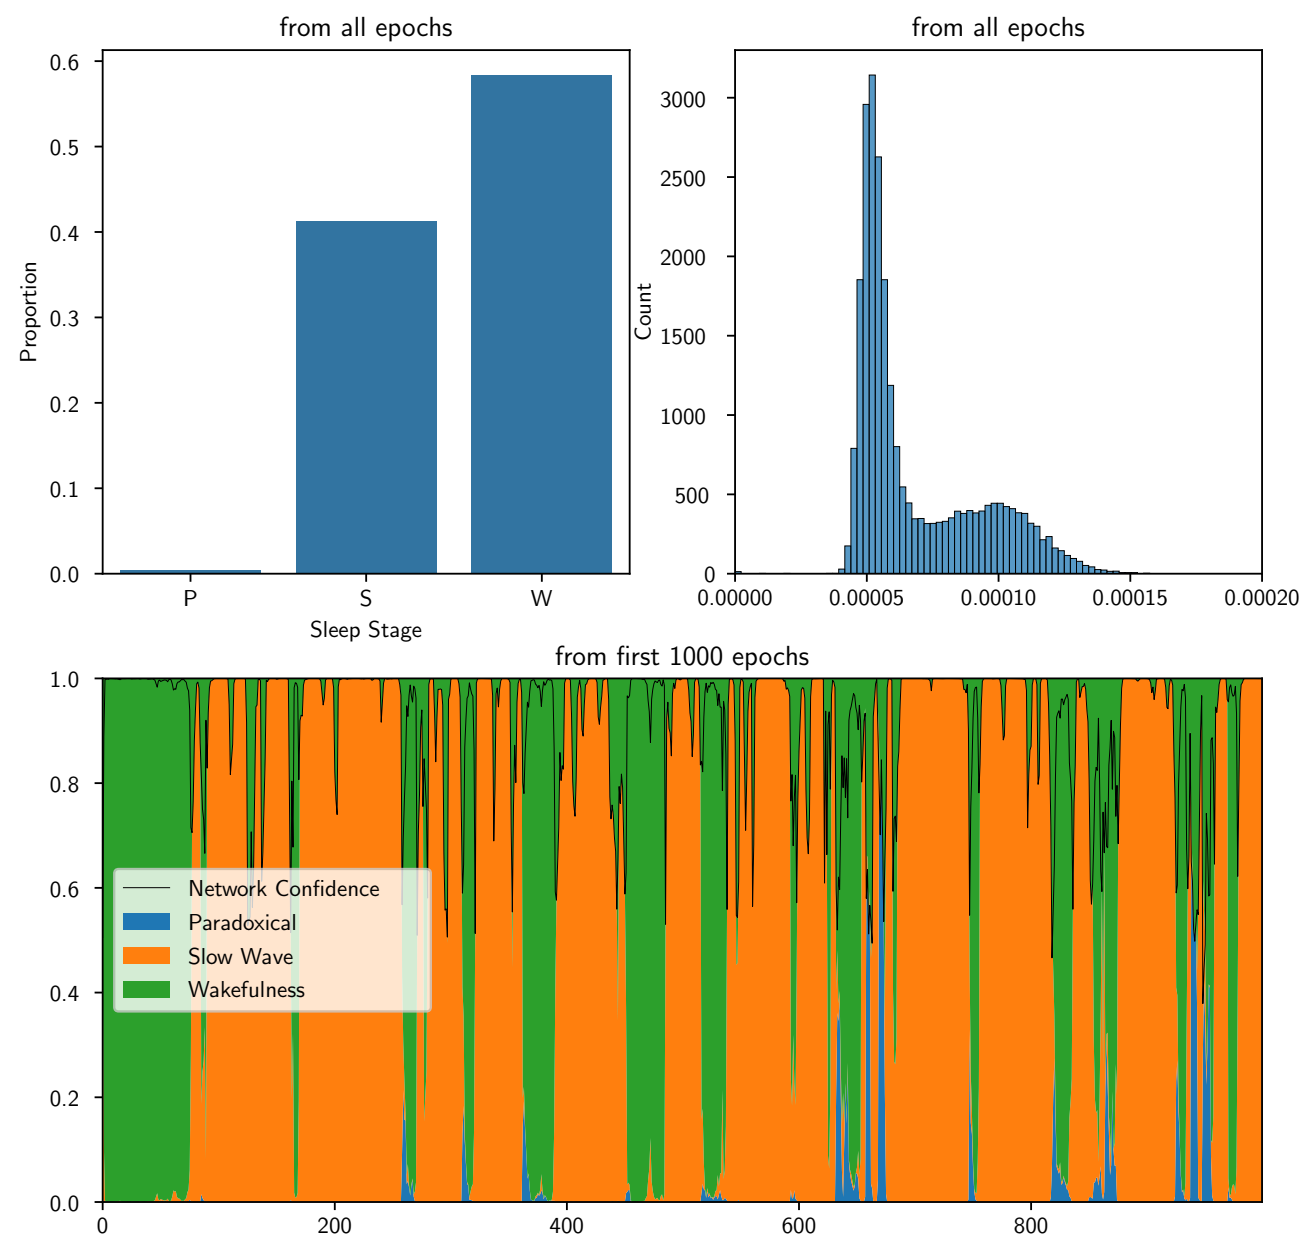 from all epochs
0.6
0.5
0.4
0.3
0.2
0.1
0.0
Proportion
P S W
Sleep Stage
from all epochs
3000
2500
2000
1500
1000
500
0
Count
0.00000 0.00005 0.00010 0.00015 0.00020
from first 1000 epochs
1.0
0.8
0.6
0.4
0.2
0.0
Network Confidence
Paradoxical
Slow Wave
Wakefulness
0 200 400 600 800